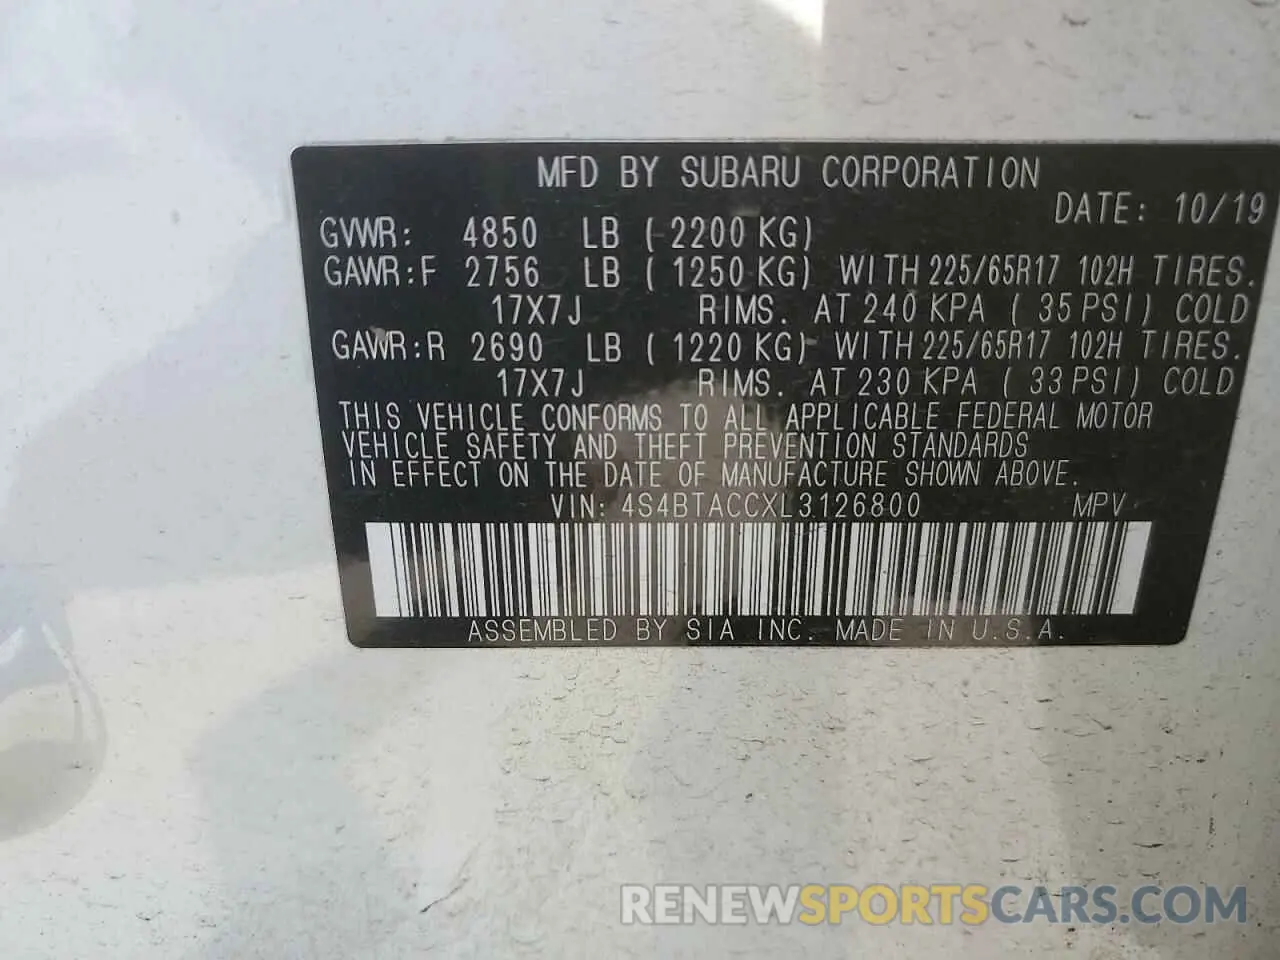 MFD BY SUBARU CORPORATION
DATE: 10/19
GVWR: 4850 LB ( 2200 KG)
GAWR:F 2756 LB ( 1250 KG) WITH 225/65R17 102H TIRES.
17X7J RIMS. AT 240 KPA ( 35 PSI) COLD
GAWR:R 2690 LB ( 1220 KG) WITH 225/65R17 102H TIRES.
17X7J RIMS. AT 230 KPA ( 33 PSI) COLD
THIS VEHICLE CONFORMS TO ALL APPLICABLE FEDERAL MOTOR
VEHICLE SAFETY AND THEFT PREVENTION STANDARDS
IN EFFECT ON THE DATE OF MANUFACTURE SHOWN ABOVE.
VIN: 4S4BTACCXL3126800 MPV
ASSEMBLED BY SIA INC. MADE IN U.S.A.
RENEWSPORTSCARS.COM